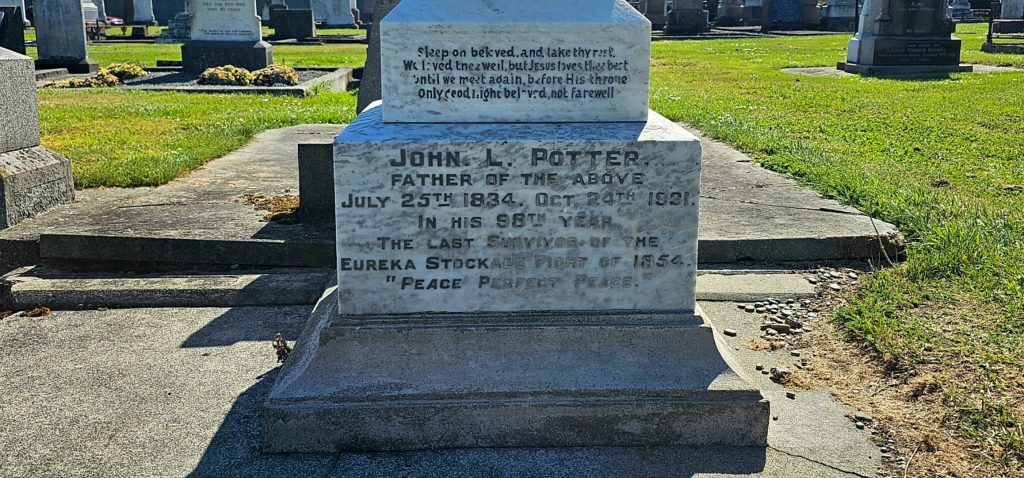 Sleep on beloved, and take thy rest,
We loved thee well, but Jesus loves thee best
Until we meet again, before His throne
Only good night beloved, not farewell
JOHN. L. POTTER.
FATHER OF THE ABOVE
JULY 25TH 1834. OCT. 24TH 1931.
IN HIS 98TH YEAR.
THE LAST SURVIVOR OF THE
EUREKA STOCKADE FIGHT OF 1854.
"PEACE PERFECT PEACE."